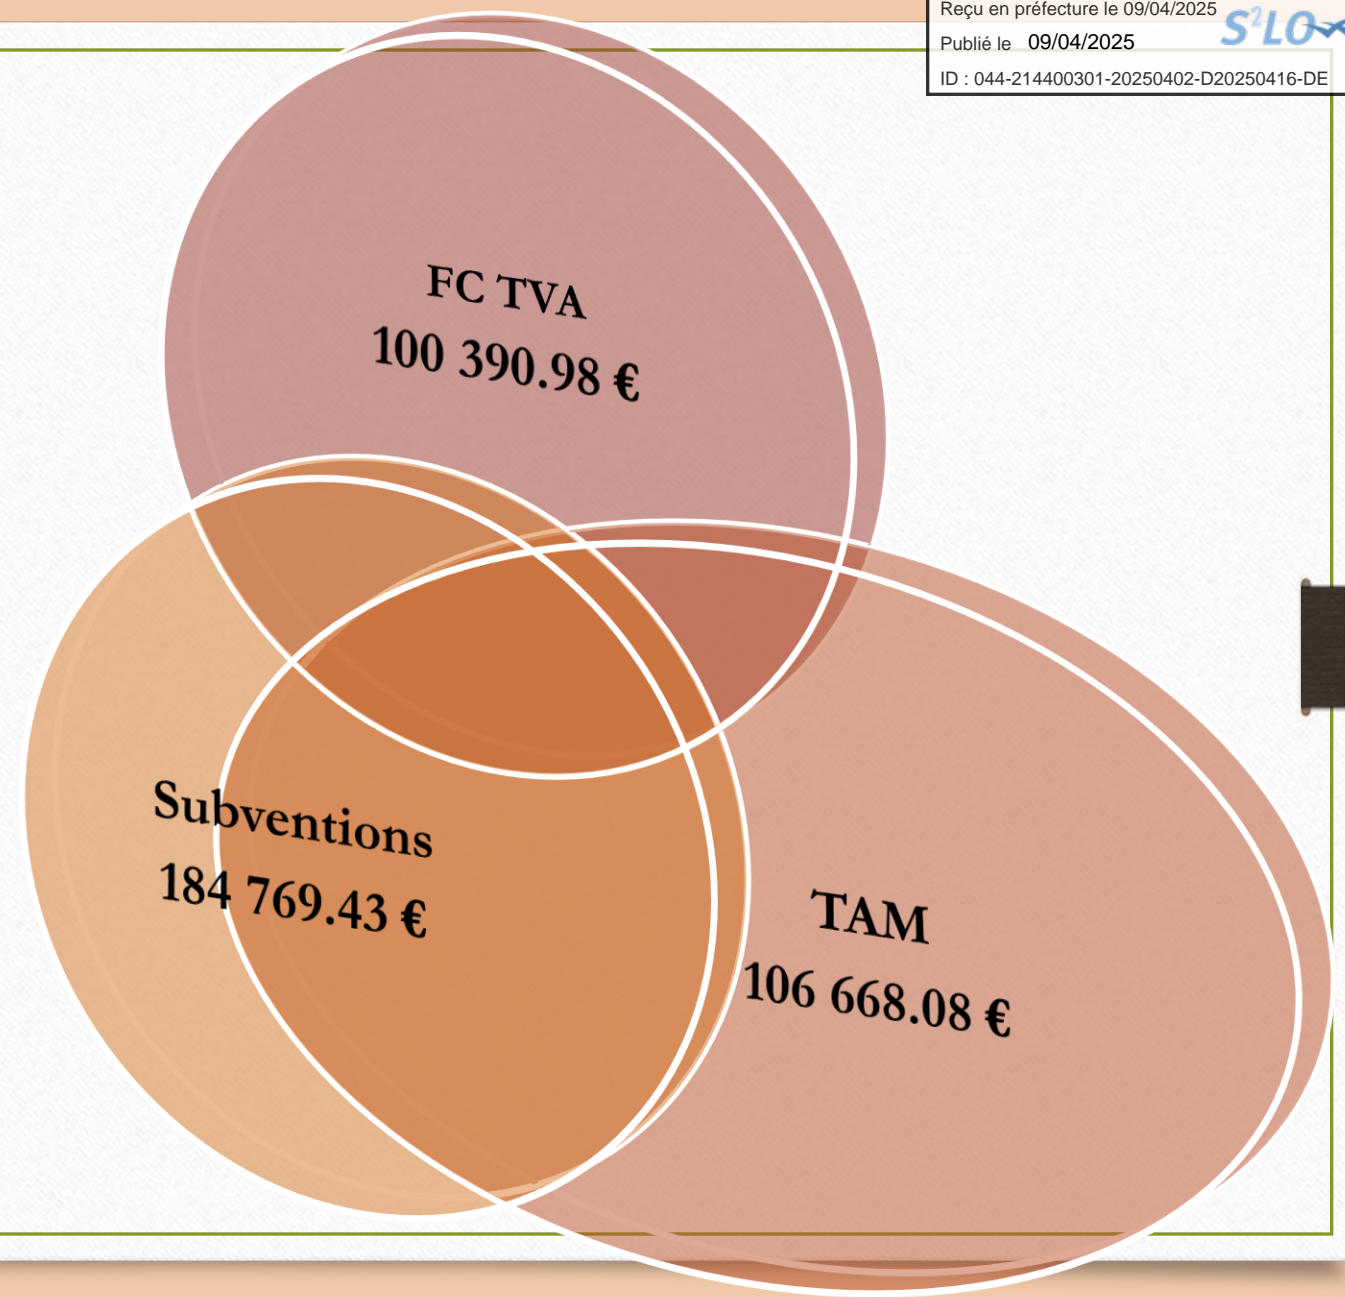 Reçu en préfecture le 09/04/2025
Publié le 09/04/2025
S²LO
ID : 044-214400301-20250402-D20250416-DE
FC TVA
100 390.98 €
Subventions
184 769.43 €
TAM
106 668.08 €